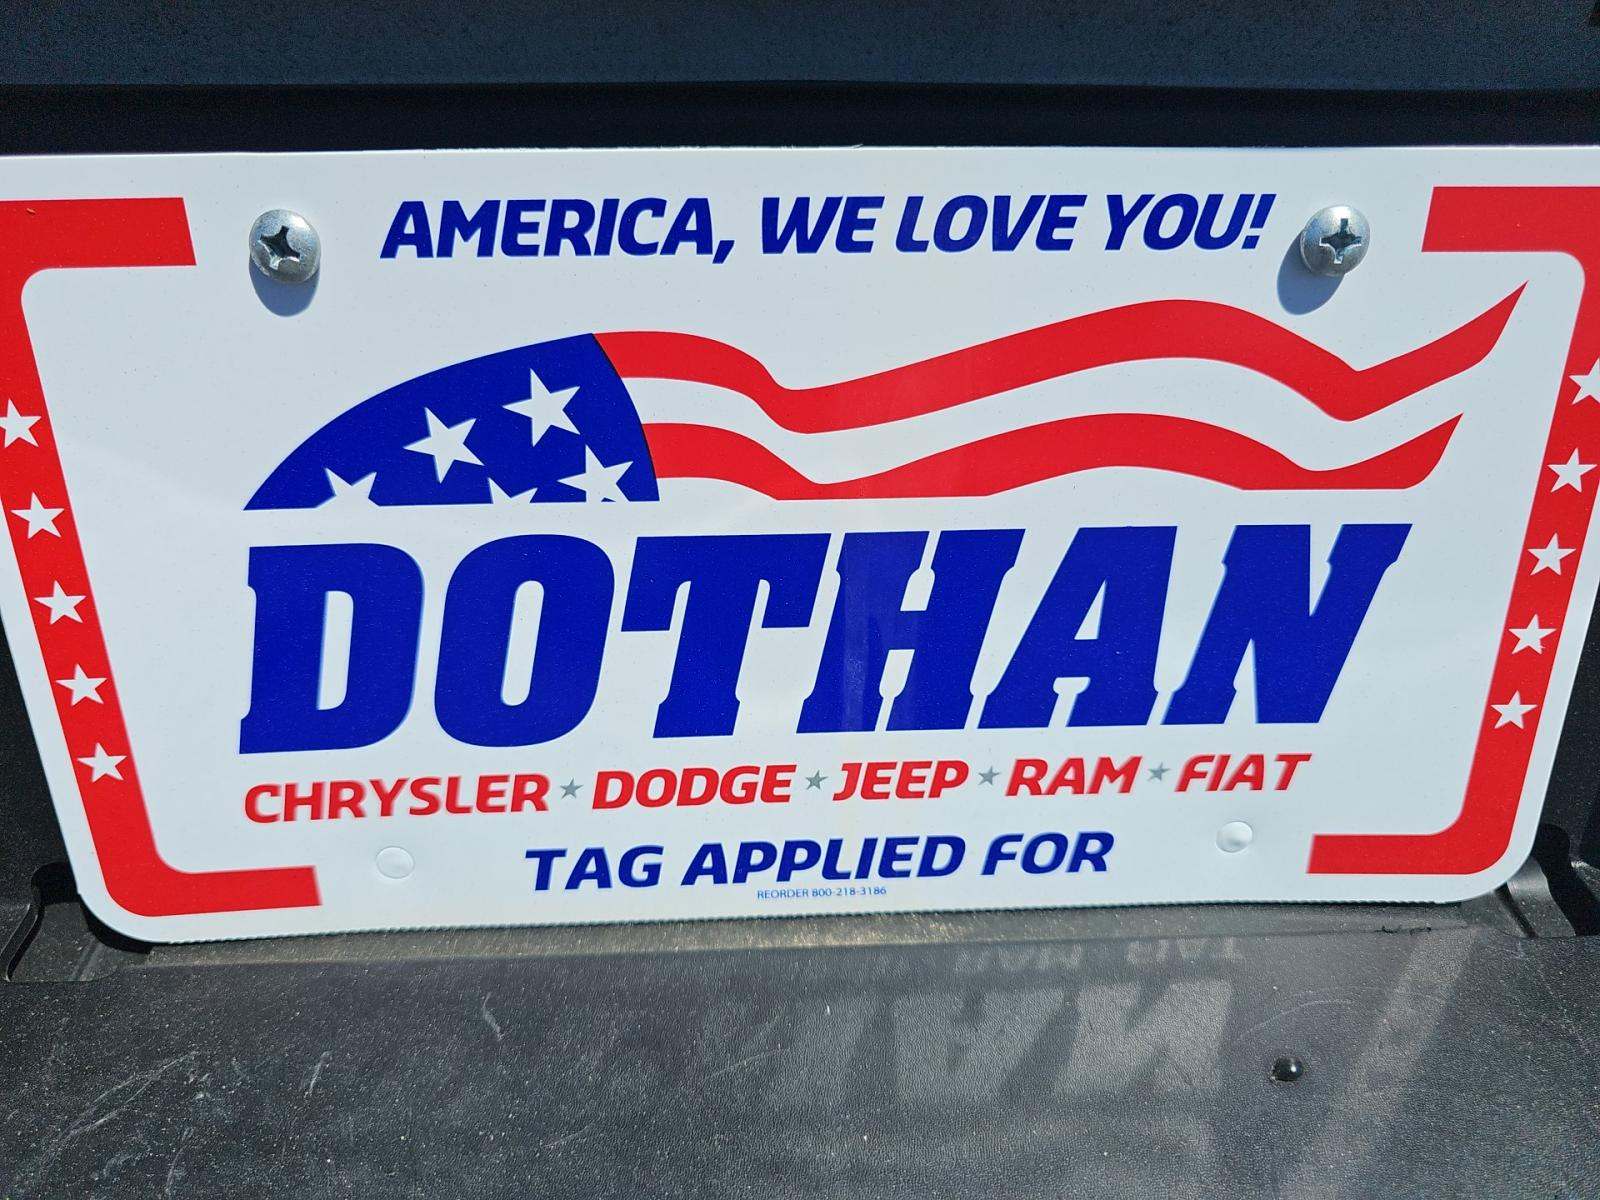 AMERICA, WE LOVE YOU!
DOTHAN
CHRYSLER ★ DODGE ★ JEEP ★ RAM ★ FIAT
TAG APPLIED FOR
REORDER 800-218-3186